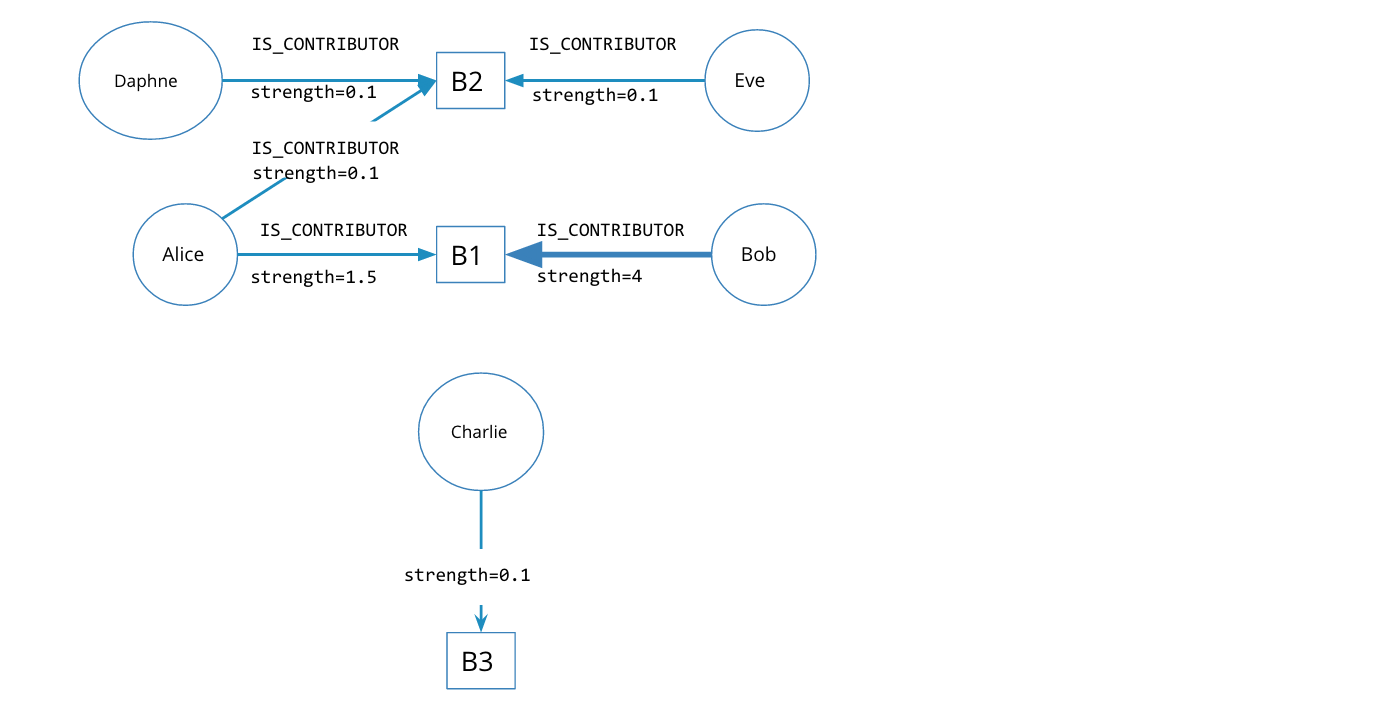 IS_CONTRIBUTOR
IS_CONTRIBUTOR
Daphne
B2
Eve
strength=0.1
strength=0.1
IS_CONTRIBUTOR
strength=0.1
IS_CONTRIBUTOR
IS_CONTRIBUTOR
Alice
B1
Bob
strength=1.5
strength=4
Charlie
strength=0.1
B3